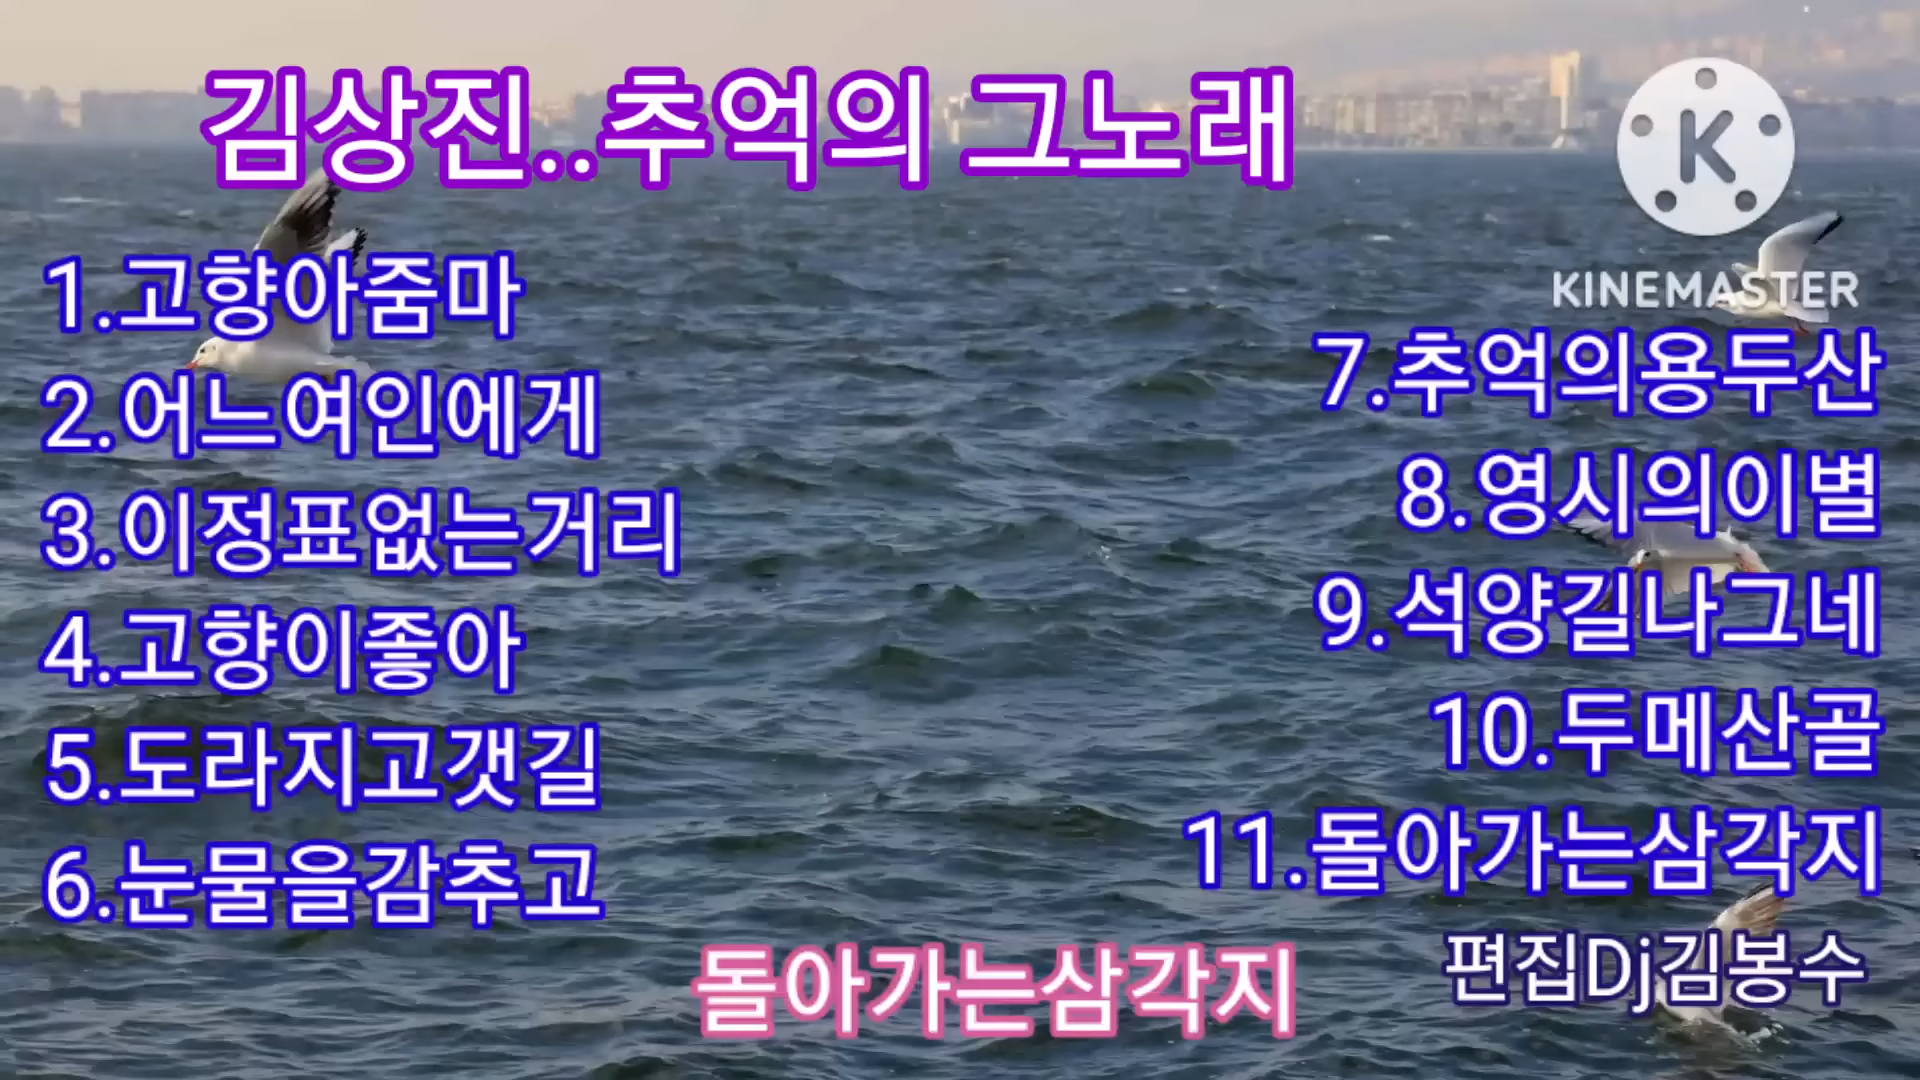 김상진..추억의 그노래
K
KINEMASTER
1.고향아줌마
2.어느여인에게
3.이정표없는거리
4.고향이좋아
5.도라지고갯길
6.눈물을감추고
7.추억의용두산
8.영시의이별
9.석양길나그네
10.두메산골
11.돌아가는삼각지
편집Dj김봉수
돌아가는삼각지